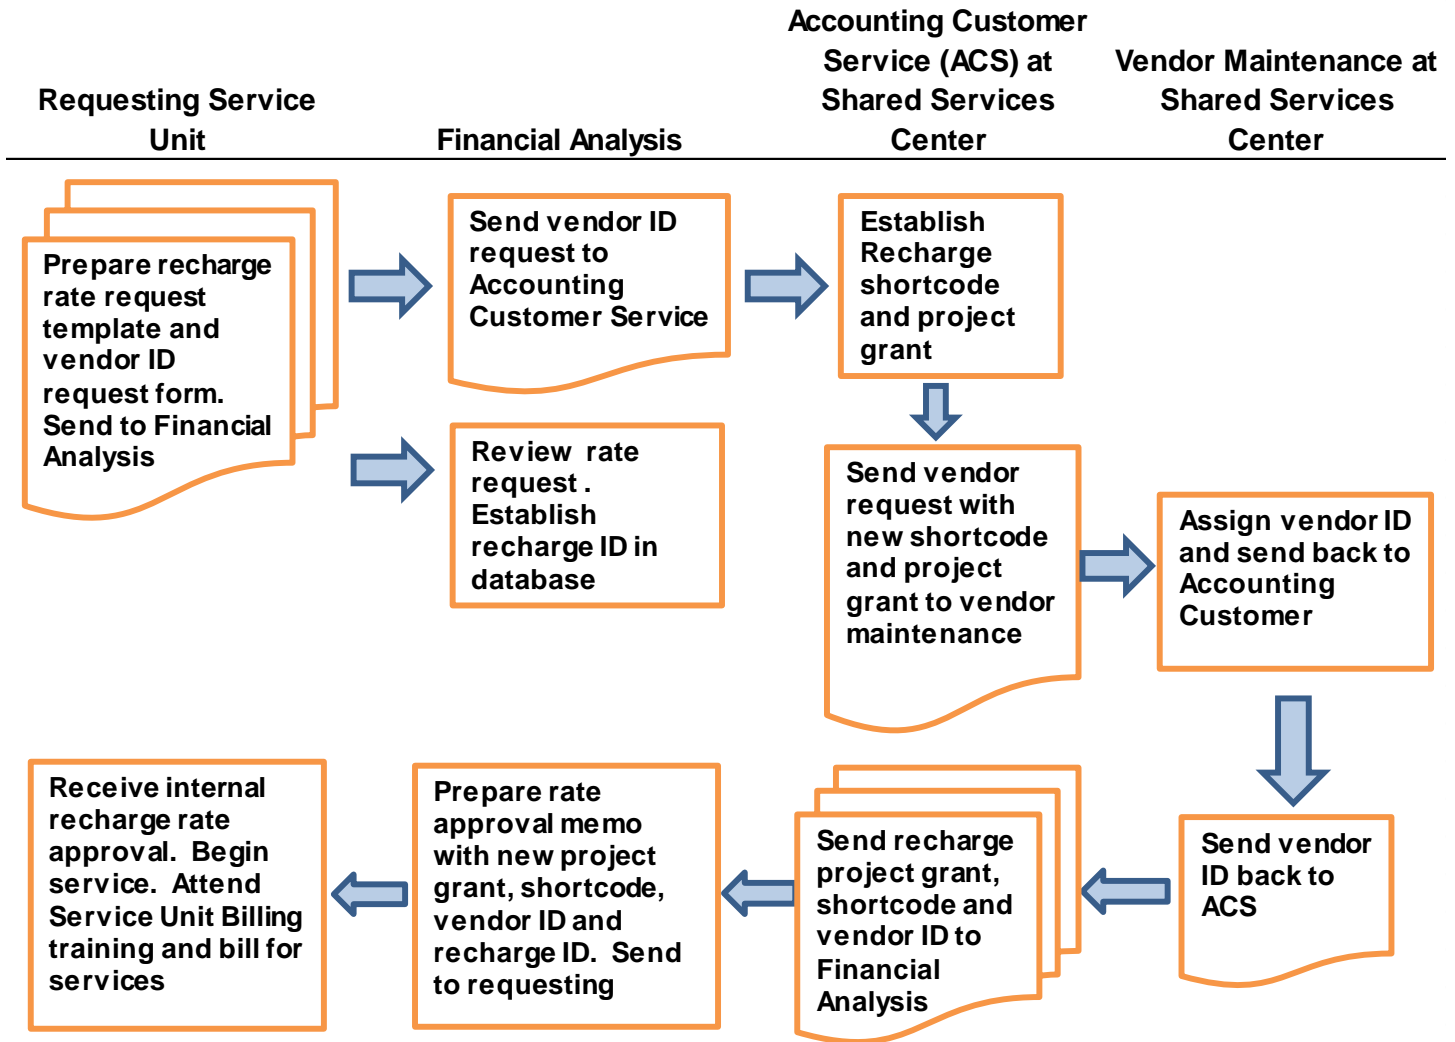 Requesting Service
Unit
Financial Analysis
Accounting Customer
Service (ACS) at
Shared Services
Center
Vendor Maintenance at
Shared Services
Center
Prepare recharge
rate request
template and
vendor ID
request form.
Send to Financial
Analysis
Send vendor ID
request to
Accounting
Customer Service
Establish
Recharge
shortcode
and project
grant
Review rate
request .
Establish
recharge ID in
database
Send vendor
request with
new shortcode
and project
grant to vendor
maintenance
Assign vendor ID
and send back to
Accounting
Customer
Receive internal
recharge rate
approval. Begin
service. Attend
Service Unit Billing
training and bill for
services
Prepare rate
approval memo
with new project
grant, shortcode,
vendor ID and
recharge ID. Send
to requesting
Send recharge
project grant,
shortcode and
vendor ID to
Financial
Analysis
Send vendor
ID back to
ACS